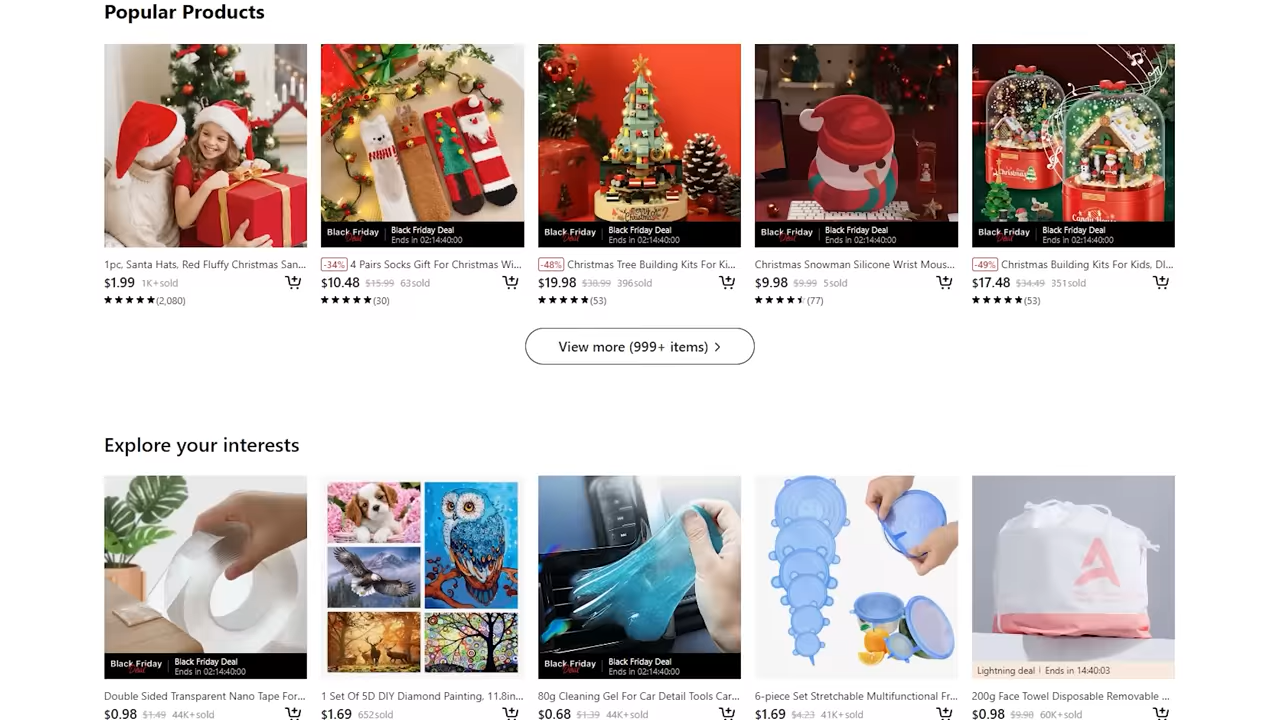 Popular Products
Black Friday Deal
Black Friday Deal
Ends in 02:14:40:00
Black Friday Deal
Black Friday Deal
Ends in 02:14:40:00
Black Friday Deal
Black Friday Deal
Ends in 02:14:40:00
Christmas
Black Friday Deal
Black Friday Deal
Ends in 02:14:40:00
1pc, Santa Hats, Red Fluffy Christmas San...
-34% 4 Pairs Socks Gift For Christmas Wi...
-48% Christmas Tree Building Kits For Ki...
Christmas Snowman Silicone Wrist Mous...
-49% Christmas Building Kits For Kids, DI...
$1.99 1K+sold
$10.48 $15.99 63sold
$19.98 $38.99 396sold
$9.98 $9.99 5sold
$17.48 $34.49 351sold
(2,080)
(30)
(53)
(77)
(53)
View more (999+ items) >
Explore your interests
Black Friday Deal
Black Friday Deal
Ends in 02:14:40:00
Black Friday Deal
Black Friday Deal
Ends in 02:14:40:00
A
Lightning deal | Ends in 14:40:03
Double Sided Transparent Nano Tape For...
1 Set Of 5D DIY Diamond Painting, 11.8in...
80g Cleaning Gel For Car Detail Tools Car...
6-piece Set Stretchable Multifunctional Fr...
200g Face Towel Disposable Removable ...
$0.98 $1.49 44K+sold
$1.69 652sold
$0.68 $1.39 44K+sold
$1.69 $4.23 41K+sold
$0.98 $9.98 60K+sold